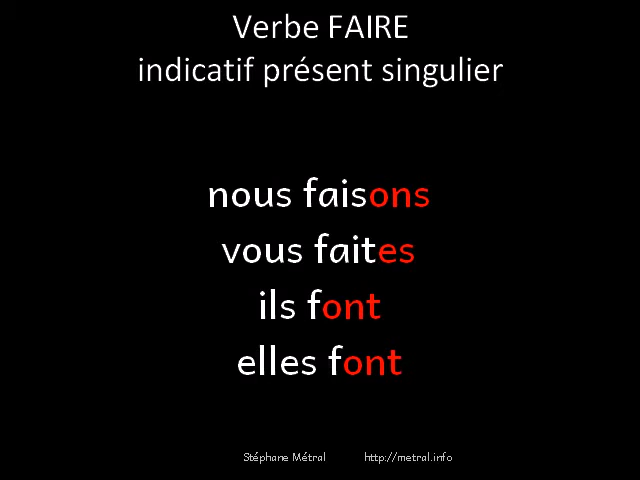 Verbe FAIRE
indicatif présent singulier
nous faisons
vous faites
ils font
elles font
Stéphane Métral http://metral.info